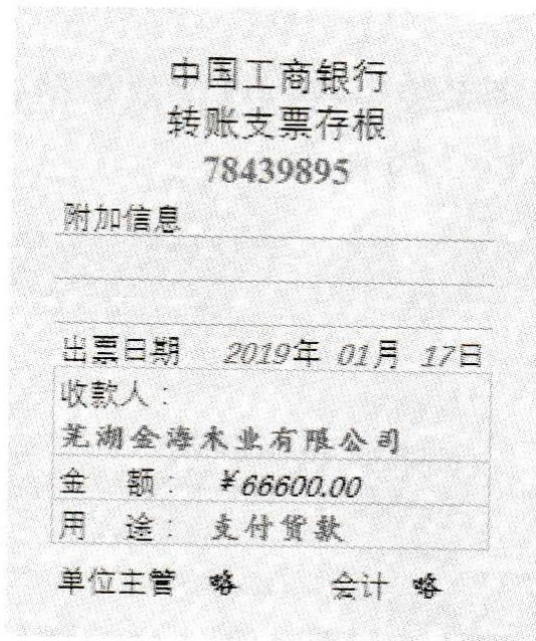 中国工商银行
转账支票存根
78439895
附加信息
出票日期 2019年 01月 17日
收款人：
芜湖金海木业有限公司
金 额： ¥66600.00
用 途： 支付货款
单位主管 略 会计 略